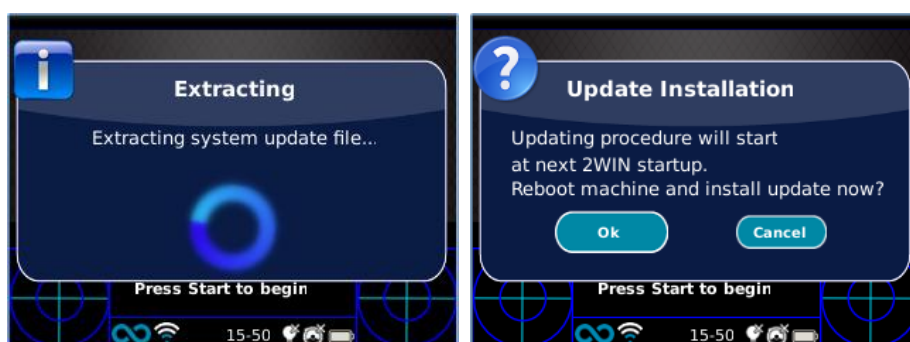 Extracting
Extracting system update file...
Press Start to begin
15-50
Update Installation
Updating procedure will start
at next 2WIN startup.
Reboot machine and install update now?
Ok
Cancel
Press Start to begin
15-50